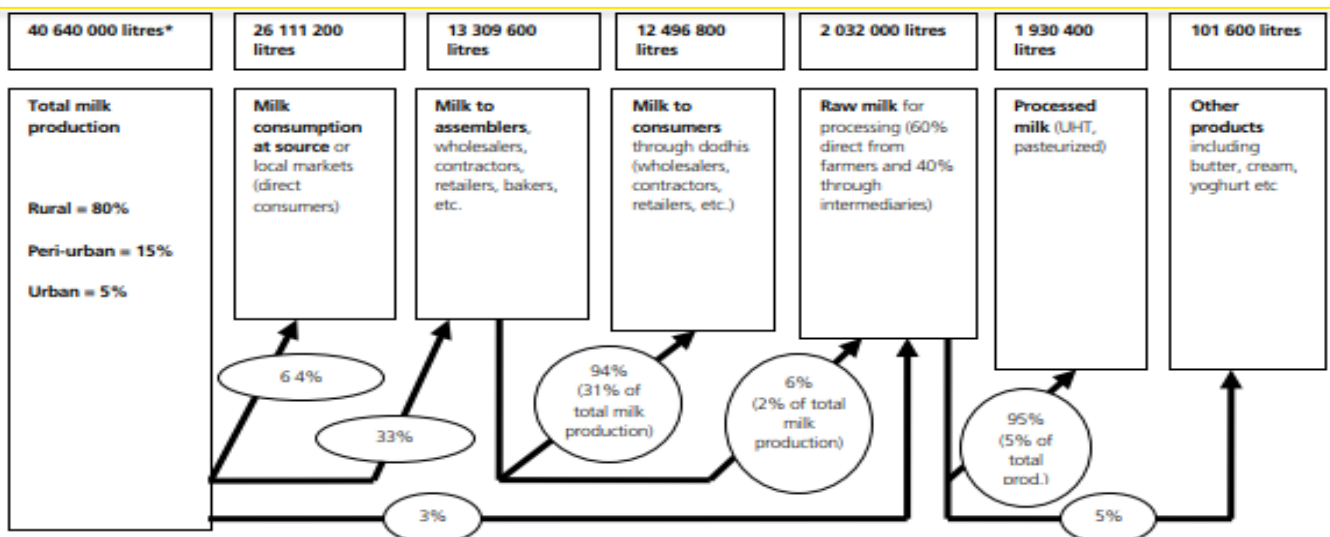 40 640 000 litres*
26 111 200
litres
13 309 600
litres
12 496 800
litres
2 032 000 litres
1 930 400
litres
101 600 litres
Total milk
production
Rural = 80%
Peri-urban = 15%
Urban = 5%
Milk
consumption
at source or
local markets
(direct
consumers)
Milk to
assemblers,
wholesalers,
contractors,
retailers, bakers,
etc.
Milk to
consumers
through dodhis
(wholesalers,
contractors,
retailers, etc.)
Raw milk for
processing (60%
direct from
farmers and 40%
through
intermediaries)
Processed
milk (UHT,
pasteurized)
Other
products
including
butter, cream,
yoghurt etc
6 4%
33%
94%
(31% of
total milk
production)
6%
(2% of total
milk
production)
95%
(5% of
total
prod.)
3%
5%